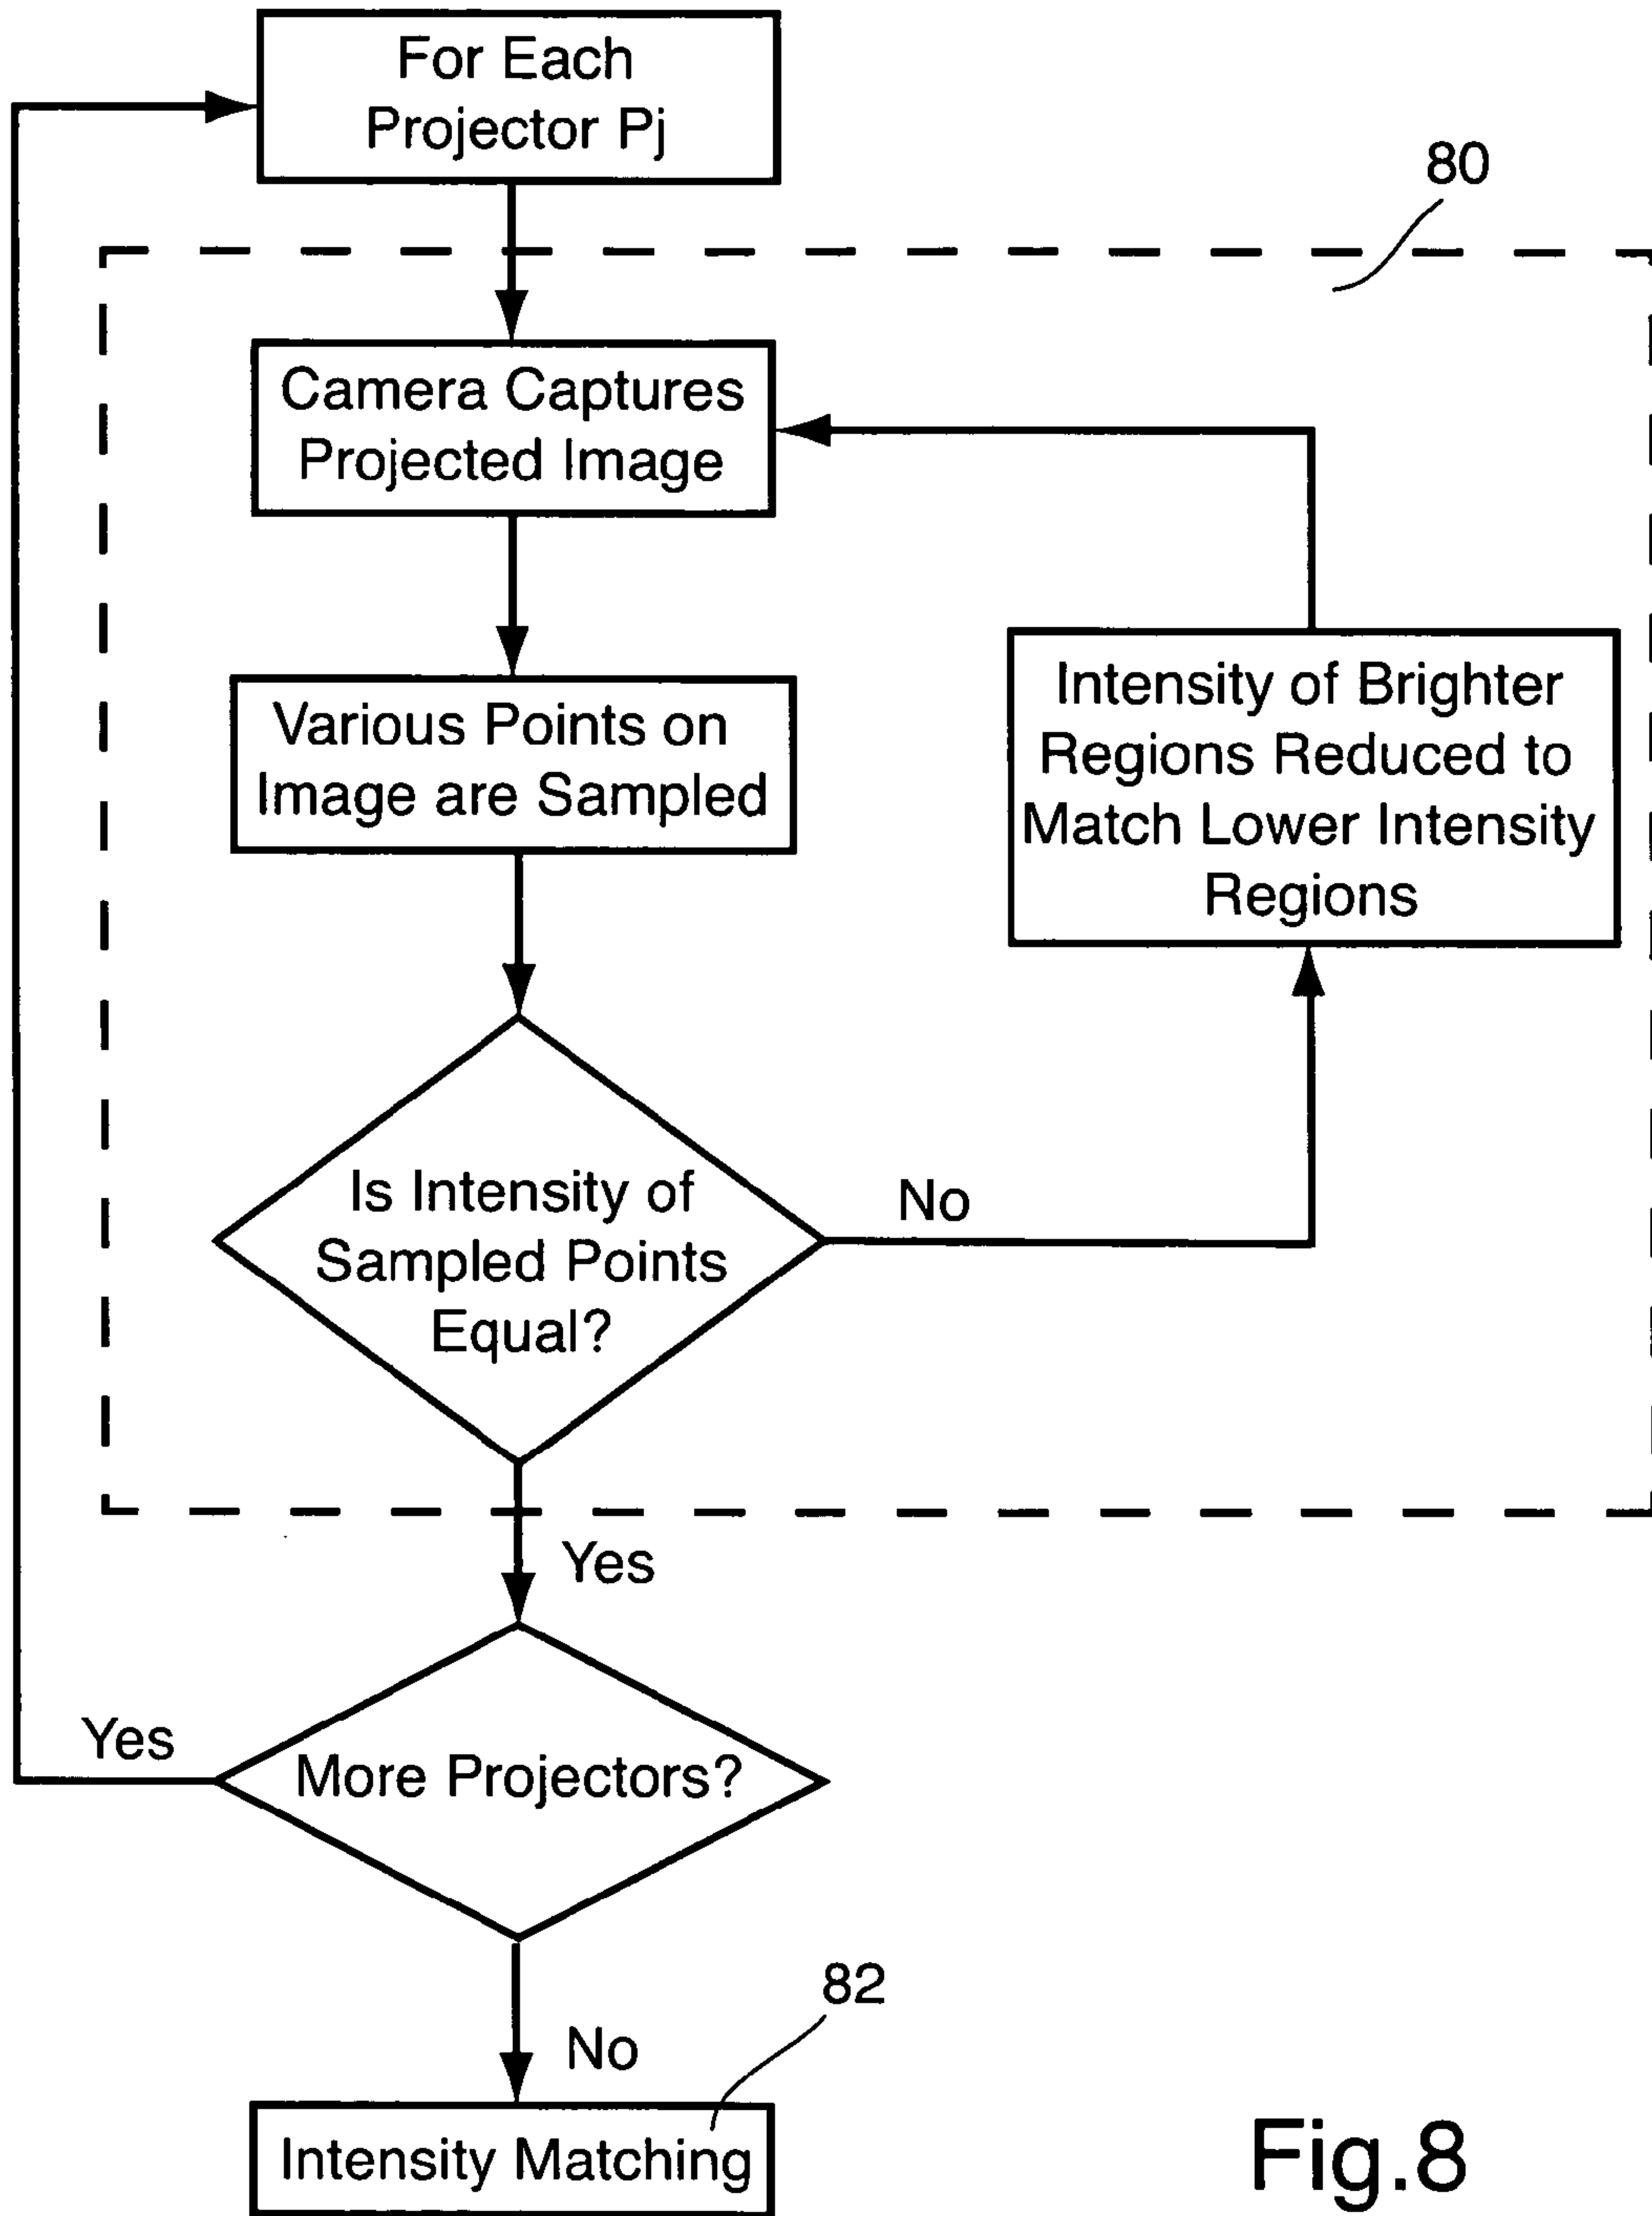 For Each
Projector Pj
80
Camera Captures
Projected Image
Various Points on
Image are Sampled
Intensity of Brighter
Regions Reduced to
Match Lower Intensity
Regions
Is Intensity of
Sampled Points
Equal?
No
Yes
More Projectors?
Yes
No
82
Intensity Matching
Fig.8